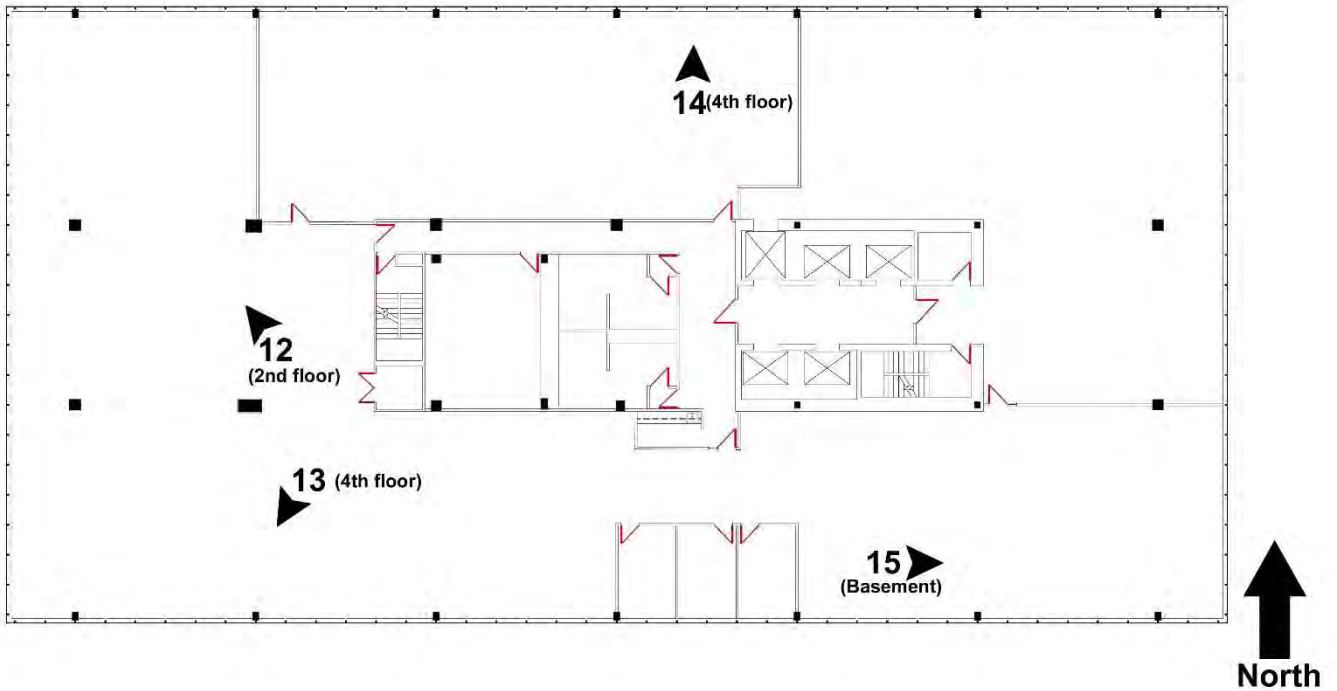 14 (4th floor)
12
(2nd floor)
13 (4th floor)
15
(Basement)
North